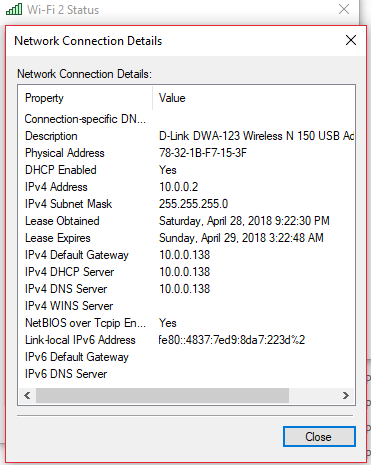 Wi-Fi 2 Status
Network Connection Details
Network Connection Details:
Property Value
Connection-specific DN...
Description D-Link DWA-123 Wireless N 150 USB Ad
Physical Address 78-32-1B-F7-15-3F
DHCP Enabled Yes
IPv4 Address 10.0.0.2
IPv4 Subnet Mask 255.255.255.0
Lease Obtained Saturday, April 28, 2018 9:22:30 PM
Lease Expires Sunday, April 29, 2018 3:22:48 AM
IPv4 Default Gateway 10.0.0.138
IPv4 DHCP Server 10.0.0.138
IPv4 DNS Server 10.0.0.138
IPv4 WINS Server
NetBIOS over Tcpip En... Yes
Link-local IPv6 Address fe80::4837:7ed9:8da7:223d%2
IPv6 Default Gateway
IPv6 DNS Server
Close